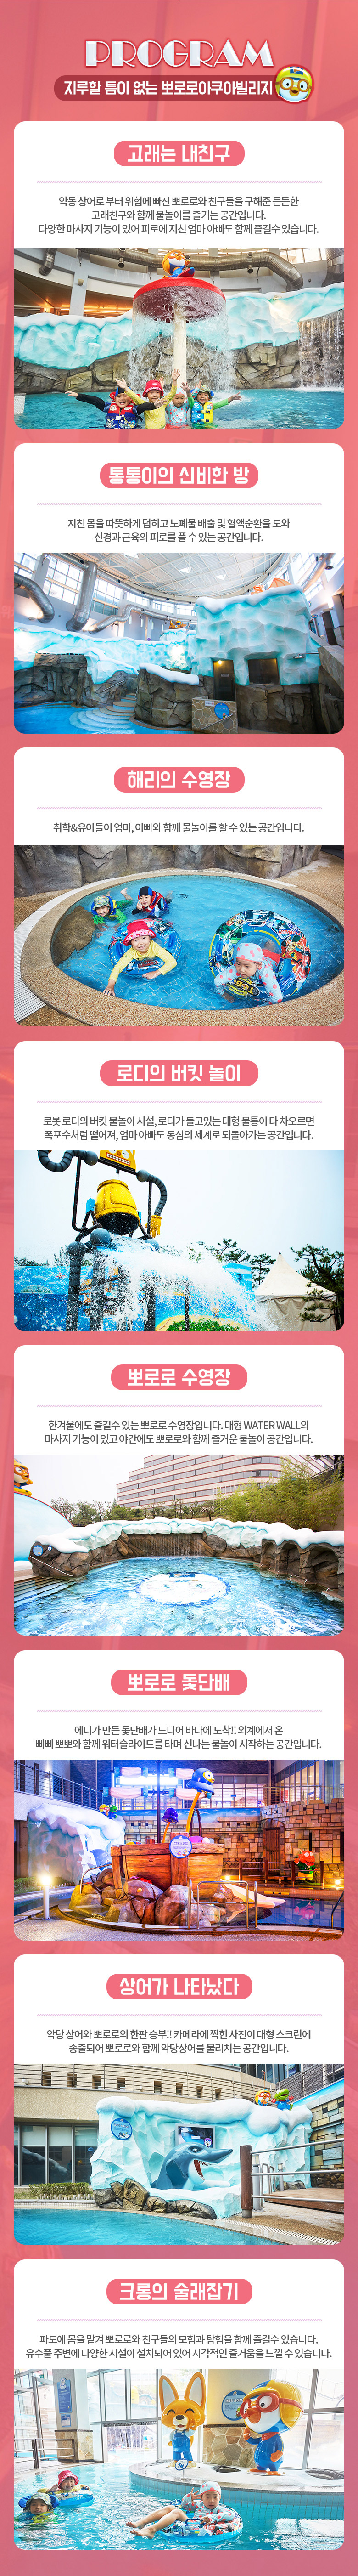 PROGRAM
지루할 틈이 없는 뽀로로아쿠아빌리지
고래는 내친구
악동 상어로 부터 위험에 빠진 뽀로로와 친구들을 구해준 든든한
고래친구와 함께 물놀이를 즐기는 공간입니다.
다양한 마사지 기능이 있어 피로에 지친 엄마 아빠도 함께 즐길수 있습니다.
통통이의 신비한 방
지친 몸을 따뜻하게 덥히고 노폐물 배출 및 혈액순환을 도와
신경과 근육의 피로를 풀 수 있는 공간입니다.
해리의 수영장
취학&유아들이 엄마, 아빠와 함께 물놀이를 할 수 있는 공간입니다.
로디의 버킷 놀이
로봇 로디의 버킷 물놀이 시설, 로디가 들고있는 대형 물통이 다 차오르면
폭포수처럼 떨어져, 엄마 아빠도 동심의 세계로 되돌아가는 공간입니다.
뽀로로 수영장
한겨울에도 즐길수 있는 뽀로로 수영장입니다. 대형 WATER WALL의
마사지 기능이 있고 야간에도 뽀로로와 함께 즐거운 물놀이 공간입니다.
뽀로로 돛단배
에디가 만든 돛단배가 드디어 바다에 도착!! 외계에서 온
삐삐 뽀뽀와 함께 워터슬라이드를 타며 신나는 물놀이 시작하는 공간입니다.
상어가 나타났다
악당 상어와 뽀로로의 한판 승부!! 카메라에 찍힌 사진이 대형 스크린에
송출되어 뽀로로와 함께 악당상어를 물리치는 공간입니다.
크롱의 술래잡기
파도에 몸을 맡겨 뽀로로와 친구들의 모험과 탐험을 함께 즐길수 있습니다.
유수풀 주변에 다양한 시설이 설치되어 있어 시각적인 즐거움을 느낄 수 있습니다.